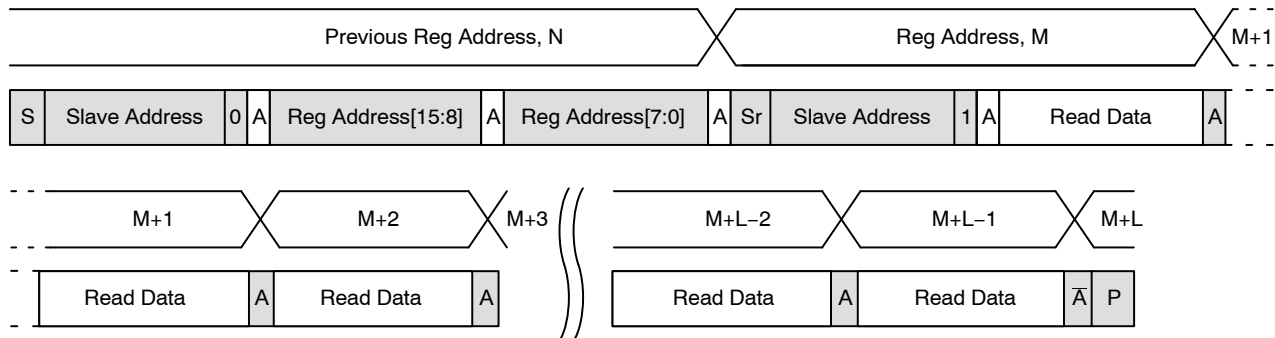 Previous Reg Address, N Reg Address, M M+1
S Slave Address 0 A Reg Address[15:8] A Reg Address[7:0] A Sr Slave Address 1 A Read Data A
M+1 M+2 M+3 M+L−2 M+L−1 M+L
Read Data A Read Data A Read Data A Read Data A̅ P